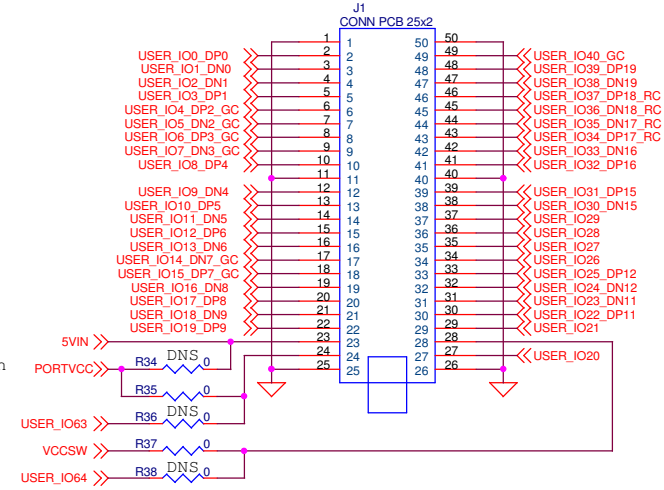 J1
CONN PCB 25x2
1 1 50 50
USER_IO0_DP0 2 2 49 49 USER_IO40_GC
USER_IO1_DN0 3 3 48 48 USER_IO39_DP19
USER_IO2_DN1 4 4 47 47 USER_IO38_DN19
USER_IO3_DP1 5 5 46 46 USER_IO37_DP18_RC
USER_IO4_DP2_GC 6 6 45 45 USER_IO36_DN18_RC
USER_IO5_DN2_GC 7 7 44 44 USER_IO35_DN17_RC
USER_IO6_DP3_GC 8 8 43 43 USER_IO34_DP17_RC
USER_IO7_DN3_GC 9 9 42 42 USER_IO33_DN16
USER_IO8_DP4 10 10 41 41 USER_IO32_DP16
11 11 40 40
USER_IO9_DN4 12 12 39 39 USER_IO31_DP15
USER_IO10_DP5 13 13 38 38 USER_IO30_DN15
USER_IO11_DN5 14 14 37 37 USER_IO29
USER_IO12_DP6 15 15 36 36 USER_IO28
USER_IO13_DN6 16 16 35 35 USER_IO27
USER_IO14_DN7_GC 17 17 34 34 USER_IO26
USER_IO15_DP7_GC 18 18 33 33 USER_IO25_DP12
USER_IO16_DN8 19 19 32 32 USER_IO24_DN12
USER_IO17_DP8 20 20 31 31 USER_IO23_DN11
USER_IO18_DN9 21 21 30 30 USER_IO22_DP11
USER_IO19_DP9 22 22 29 29 USER_IO21
5VIN 23 23 28 28
DNS 24 24 27 27 USER_IO20
n PORTVCC R34 0 25 25 26 26
R35 0
DNS
USER_IO63 R36 0
VCCSW R37 0
DNS
USER_IO64 R38 0